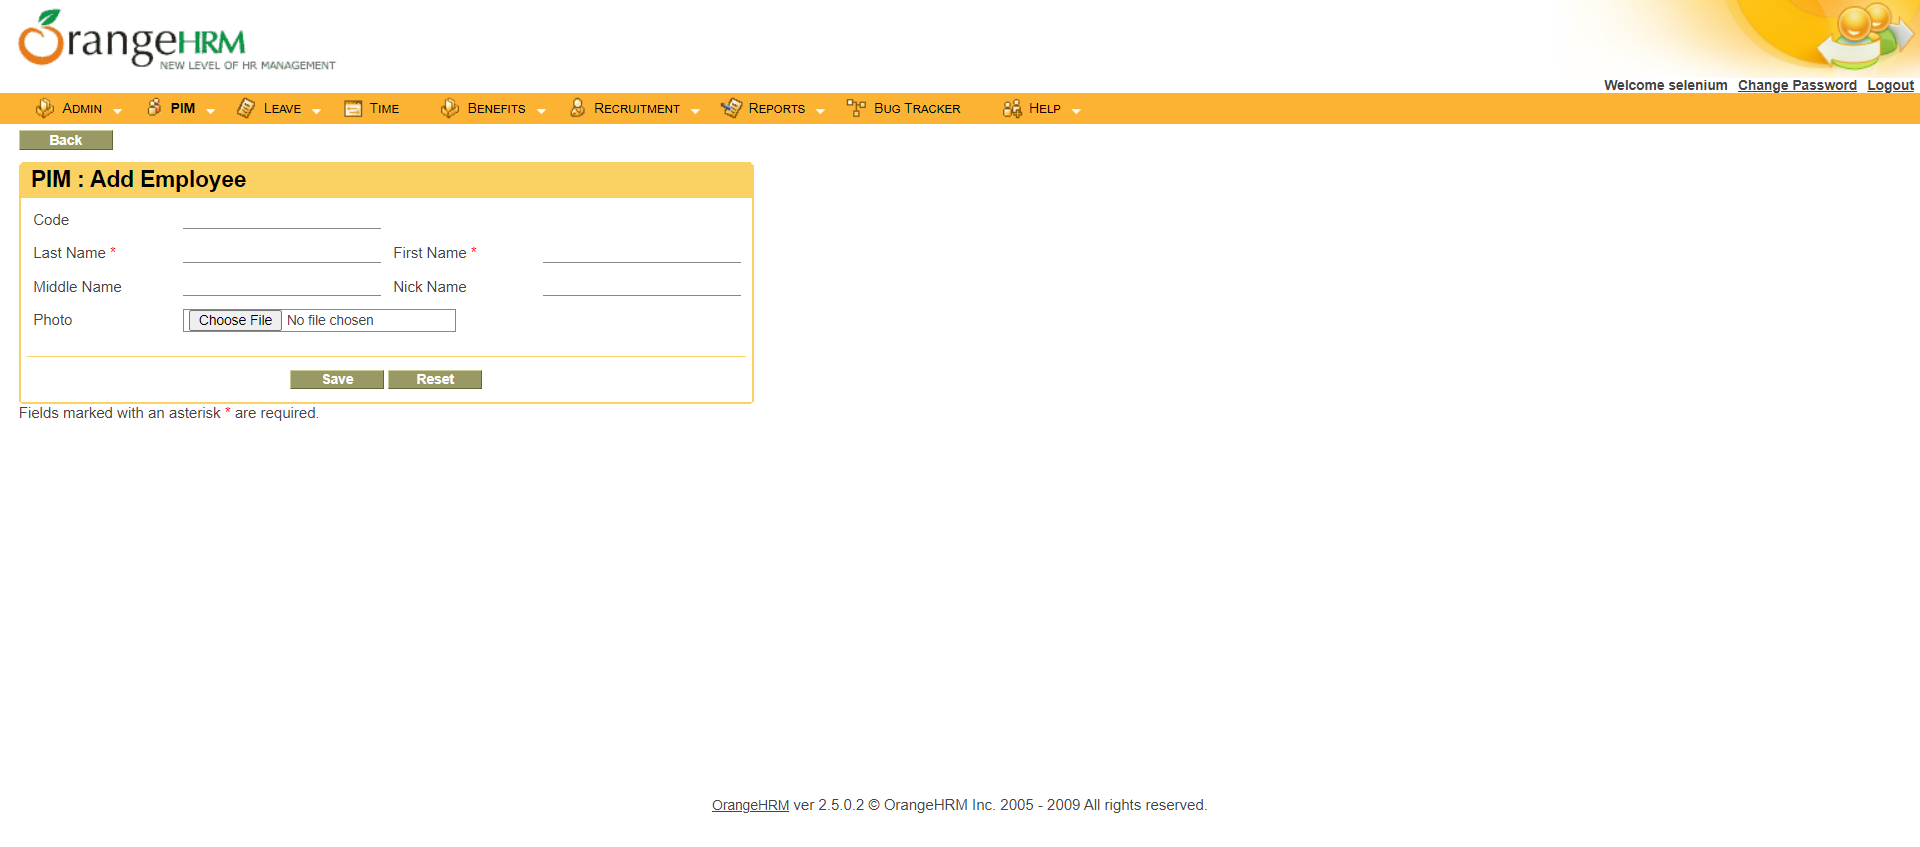 OrangeHRM
NEW LEVEL OF HR MANAGEMENT
Welcome selenium Change Password Logout
ADMIN PIM LEAVE TIME BENEFITS RECRUITMENT REPORTS BUG TRACKER HELP
Back
PIM : Add Employee
Code
Last Name * First Name *
Middle Name Nick Name
Photo Choose File No file chosen
Save Reset
Fields marked with an asterisk * are required.
OrangeHRM ver 2.5.0.2 © OrangeHRM Inc. 2005 - 2009 All rights reserved.